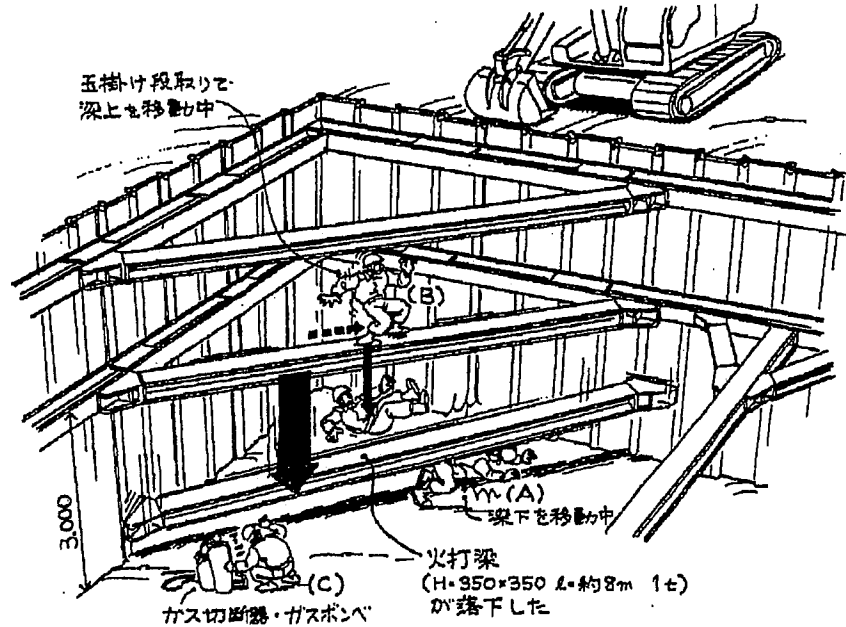 玉掛け段取りで
梁上を移動中
(B)
(A)
梁下を移動中
3.000
(C)
ガス切断器・ガスボンベ
火打梁
(H=350×350 ℓ=約8m 1t)
が落下した